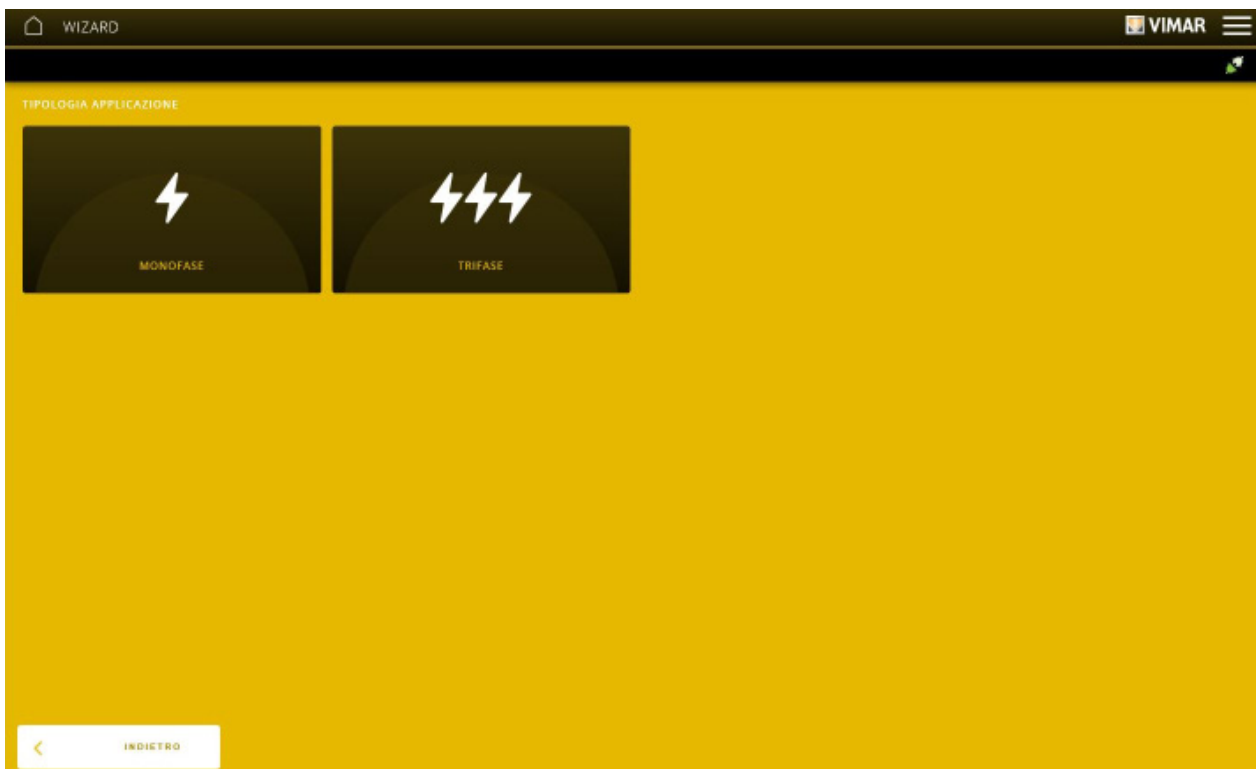 WIZARD
VIMAR
TIPOLOGIA APPLICAZIONE
MONOFASE
TRIFASE
INDIETRO